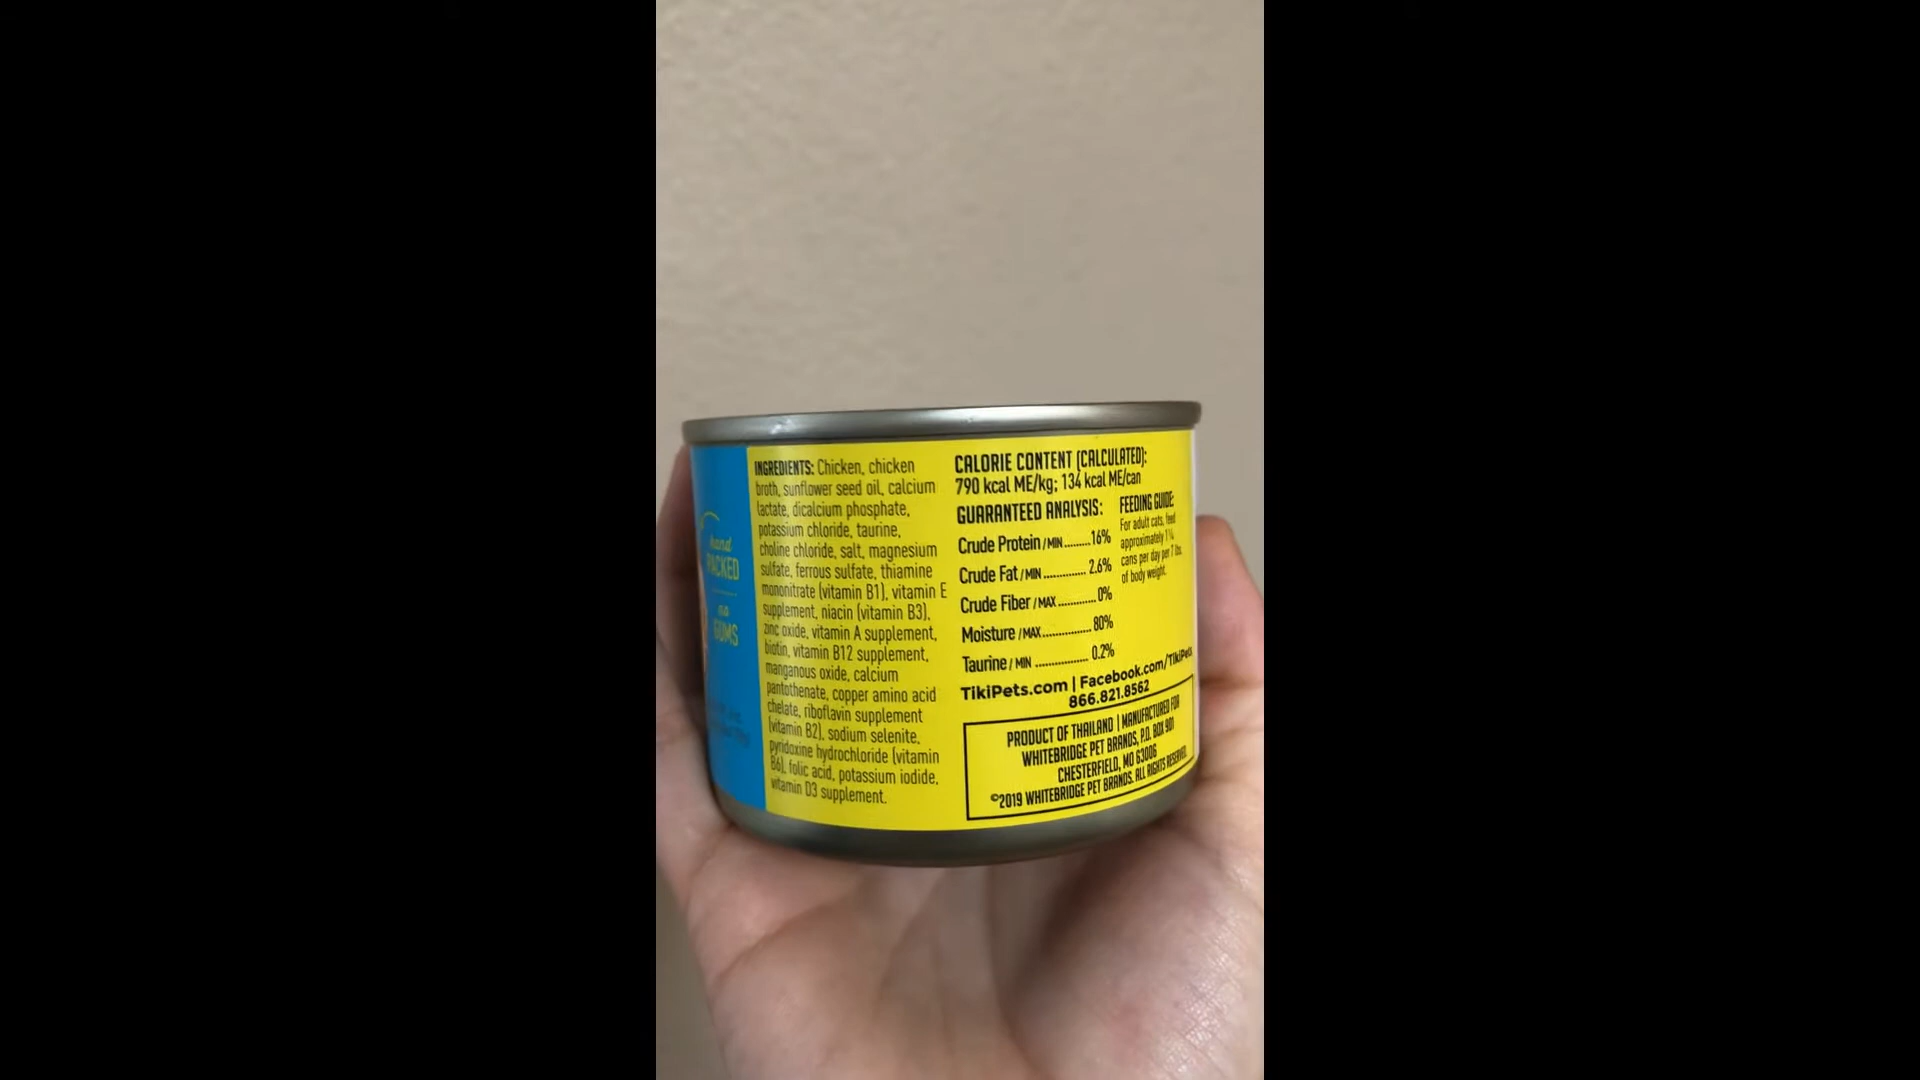 hand
PACKED
no
GUMS
INGREDIENTS: Chicken, chicken
broth, sunflower seed oil, calcium
lactate, dicalcium phosphate,
potassium chloride, taurine,
choline chloride, salt, magnesium
sulfate, ferrous sulfate, thiamine
mononitrate (vitamin B1), vitamin E
supplement, niacin (vitamin B3),
zinc oxide, vitamin A supplement,
biotin, vitamin B12 supplement,
manganous oxide, calcium
pantothenate, copper amino acid
chelate, riboflavin supplement
(vitamin B2), sodium selenite,
pyridoxine hydrochloride (vitamin
B6), folic acid, potassium iodide,
vitamin D3 supplement.
CALORIE CONTENT (CALCULATED):
790 kcal ME/kg; 134 kcal ME/can
GUARANTEED ANALYSIS:
Crude Protein/MIN.........16%
Crude Fat/MIN.............. 2.6%
Crude Fiber/MAX.............0%
Moisture/MAX................80%
Taurine/MIN................0.2%
FEEDING GUIDE:
For adult cats, feed
approximately 1 ¼
cans per day per 7 lbs.
of body weight.
TikiPets.com | Facebook.com/TikiPets
866.821.8562
PRODUCT OF THAILAND | MANUFACTURED FOR
WHITEBRIDGE PET BRANDS, P.O. BOX 901
CHESTERFIELD, MO 63006
©2019 WHITEBRIDGE PET BRANDS. ALL RIGHTS RESERVED.